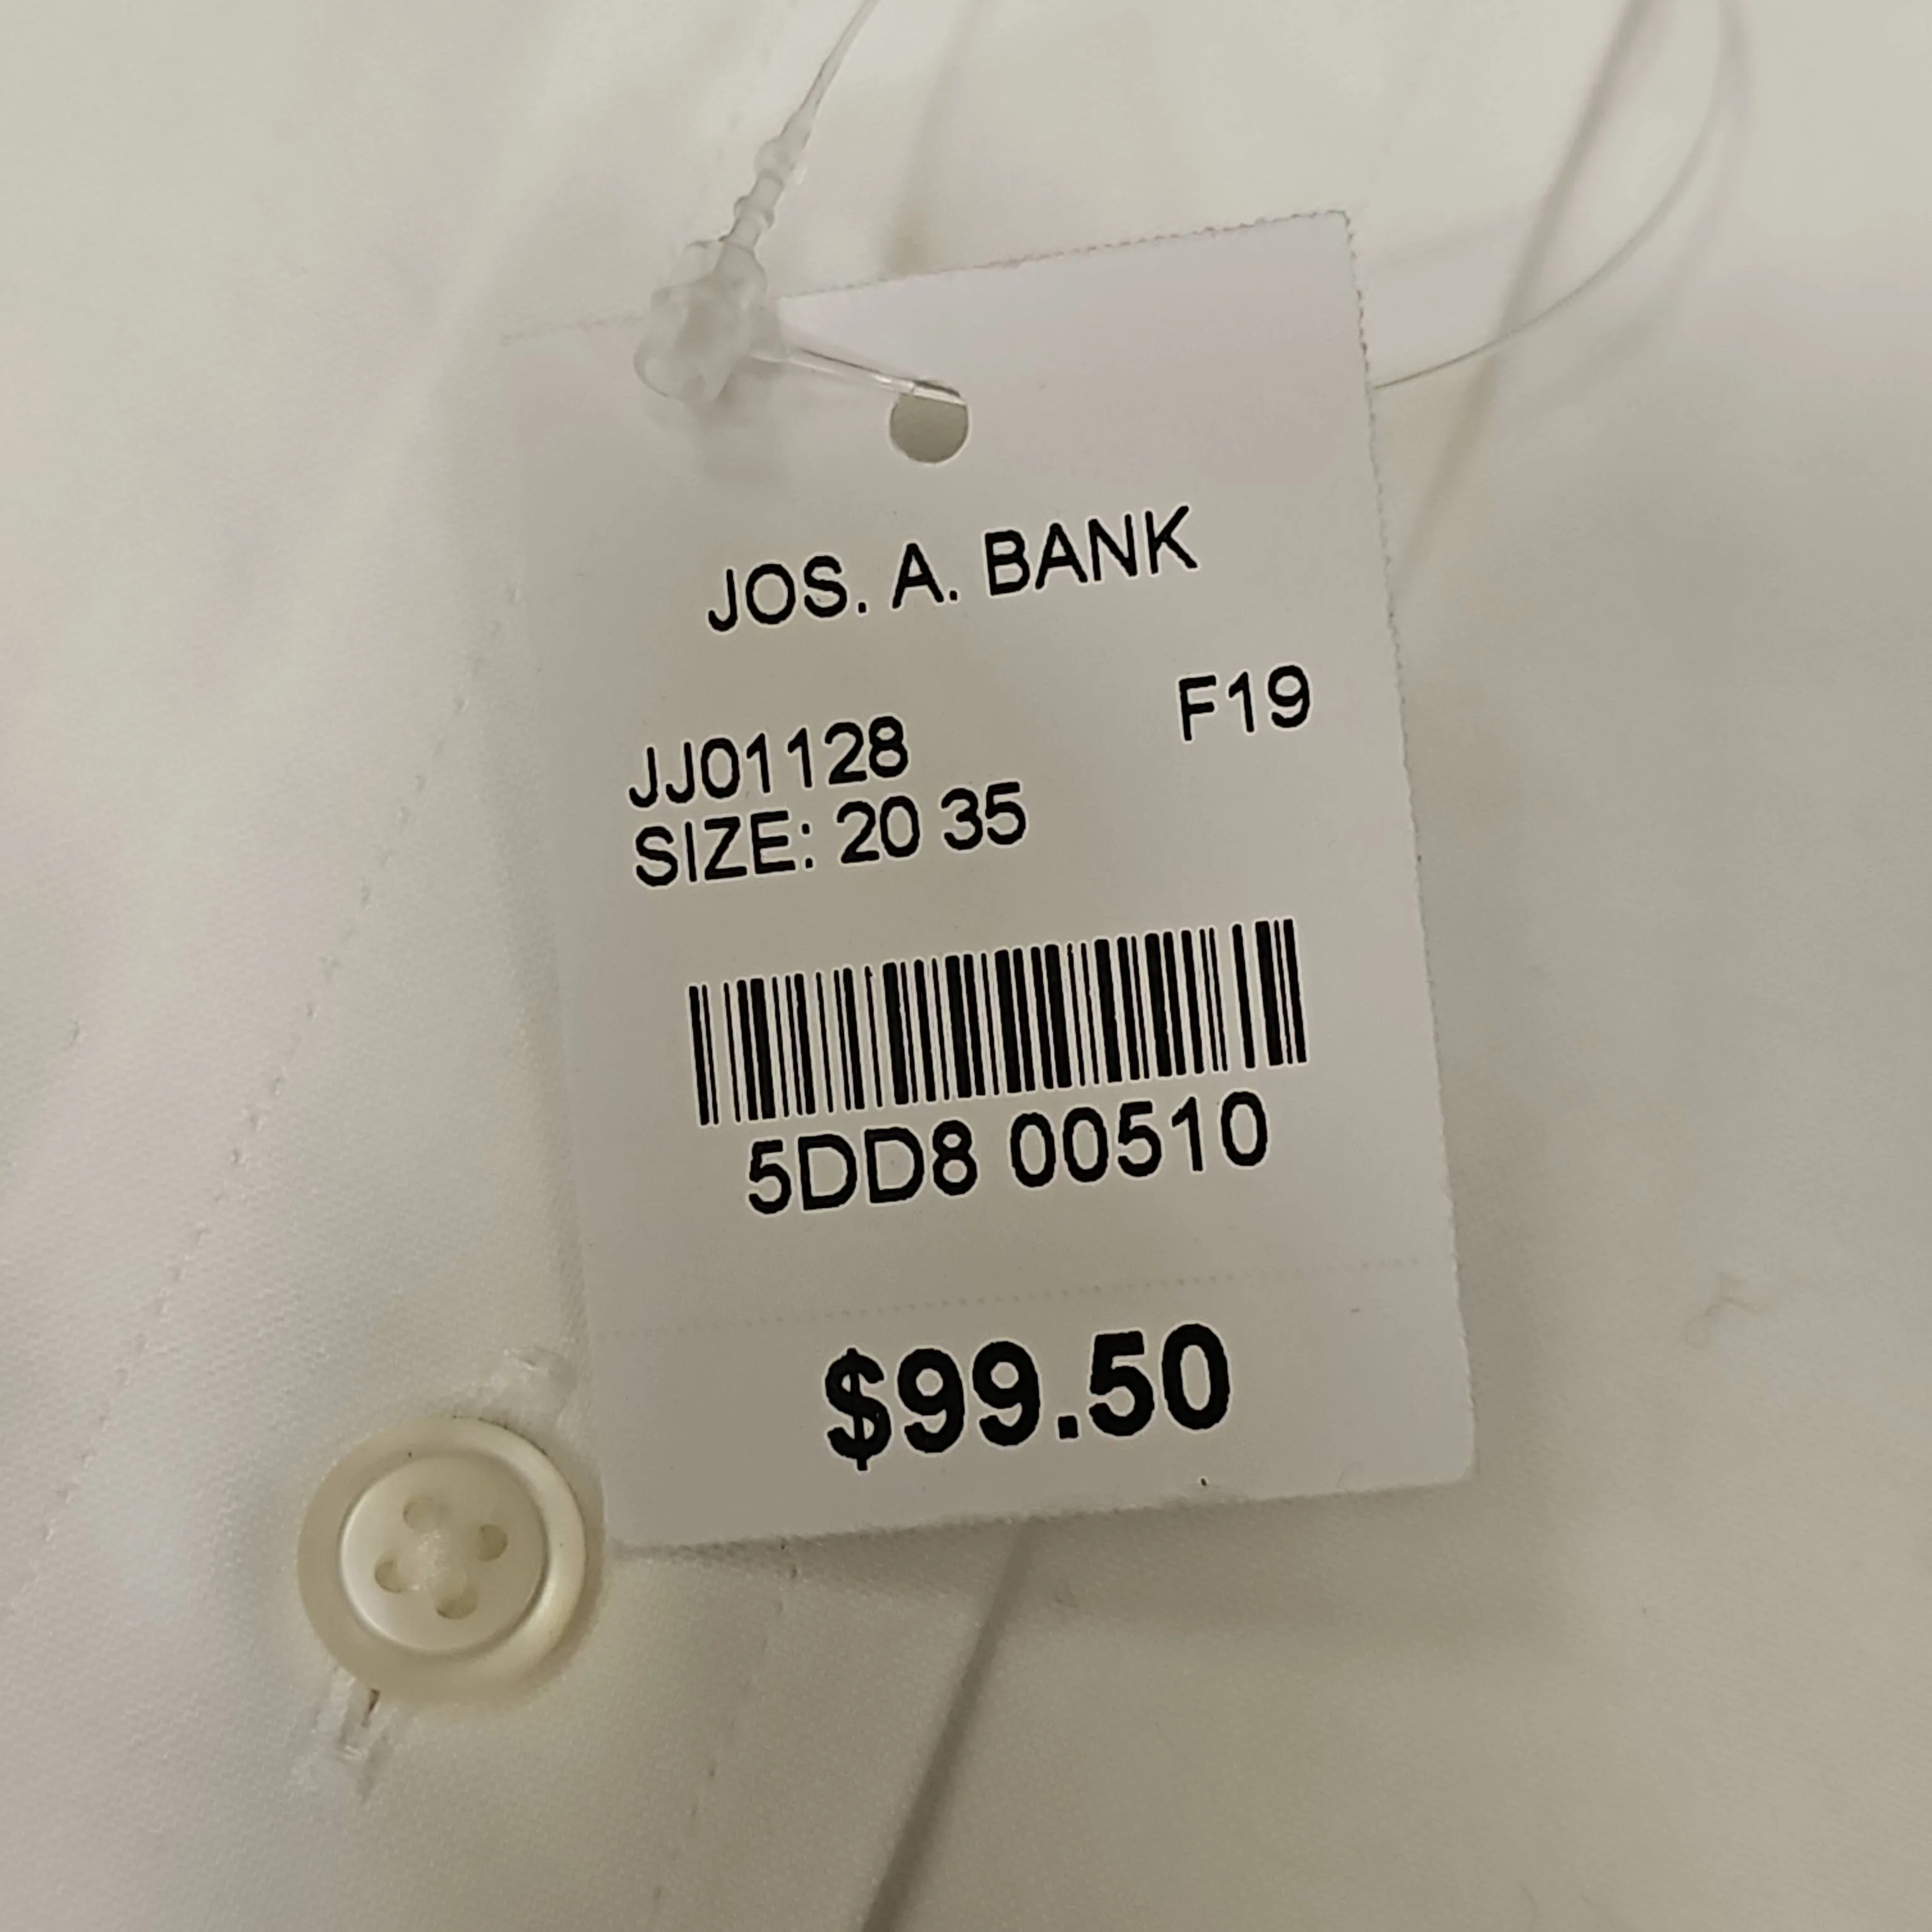 JOS. A. BANK
F19
JJ01128
SIZE: 20 35
5DD8 00510
$99.50